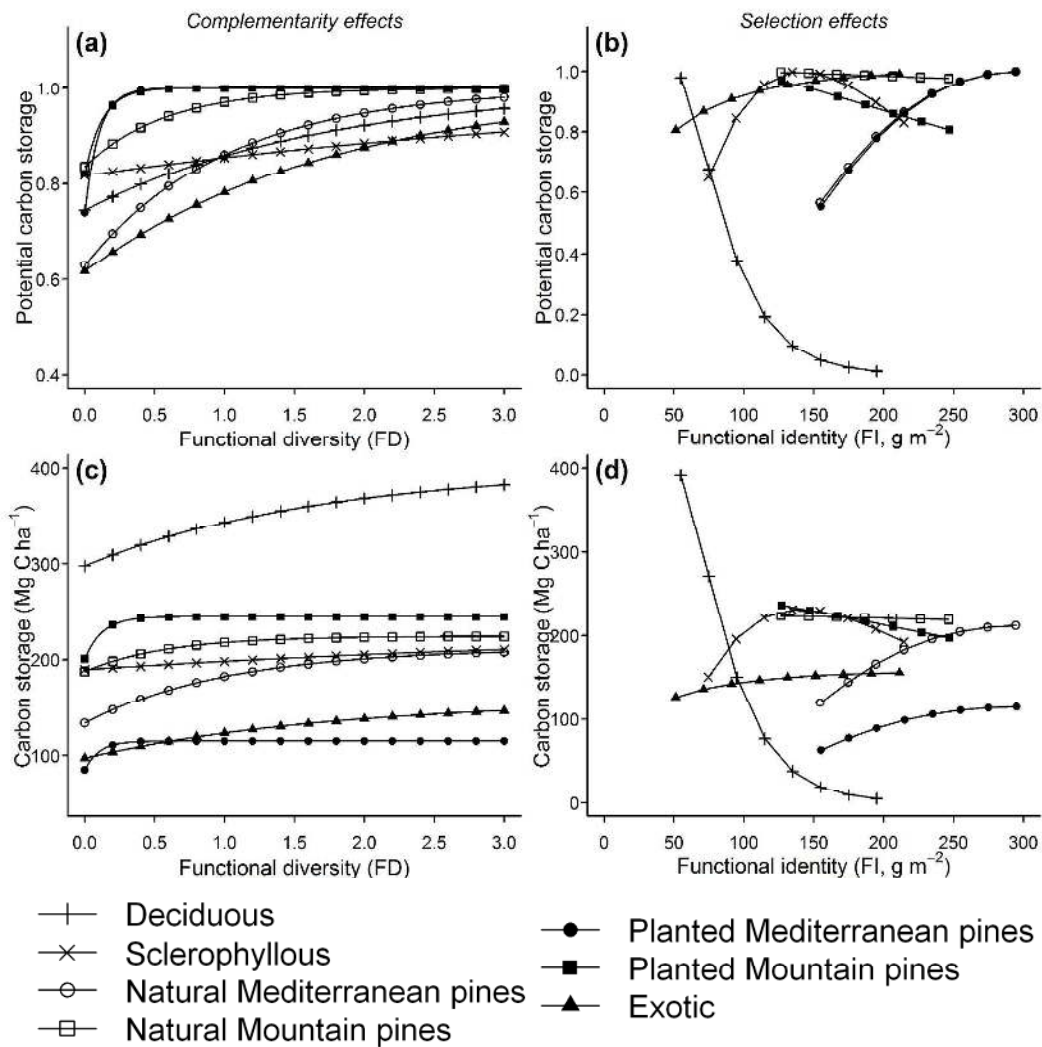 Complementarity effects
Selection effects
(a)
(b)
Potential carbon storage
1.0
0.8
0.6
0.4
0.0 0.5 1.0 1.5 2.0 2.5 3.0
Functional diversity (FD)
Potential carbon storage
1.0
0.8
0.6
0.4
0.2
0.0
0 50 100 150 200 250 300
Functional identity (FI, g m⁻²)
(c)
(d)
Carbon storage (Mg C ha⁻¹)
400
300
200
100
0.0 0.5 1.0 1.5 2.0 2.5 3.0
Functional diversity (FD)
Carbon storage (Mg C ha⁻¹)
400
300
200
100
0
0 50 100 150 200 250 300
Functional identity (FI, g m⁻²)
Deciduous
Sclerophyllous
Natural Mediterranean pines
Natural Mountain pines
Planted Mediterranean pines
Planted Mountain pines
Exotic